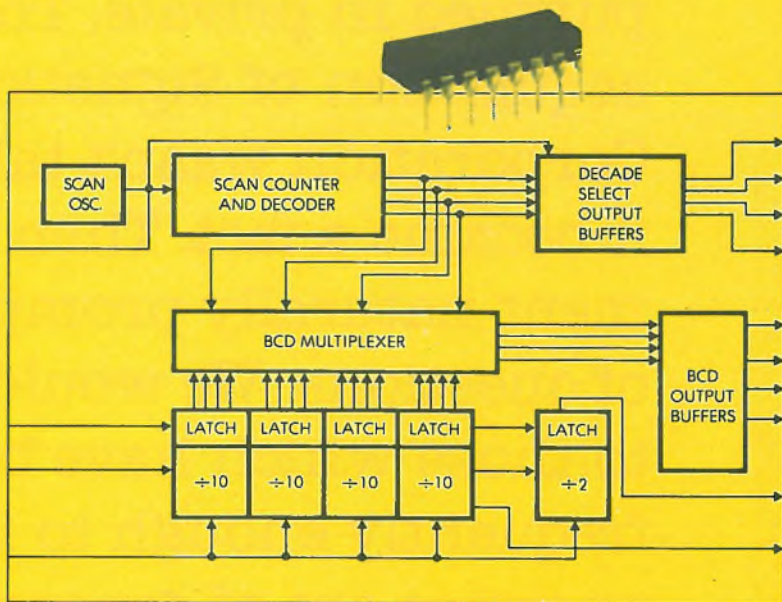 SCAN
OSC.
SCAN COUNTER
AND DECODER
DECADE
SELECT
OUTPUT
BUFFERS
BCD MULTIPLEXER
BCD
OUTPUT
BUFFERS
LATCH LATCH LATCH LATCH LATCH
÷10 ÷10 ÷10 ÷10 ÷2